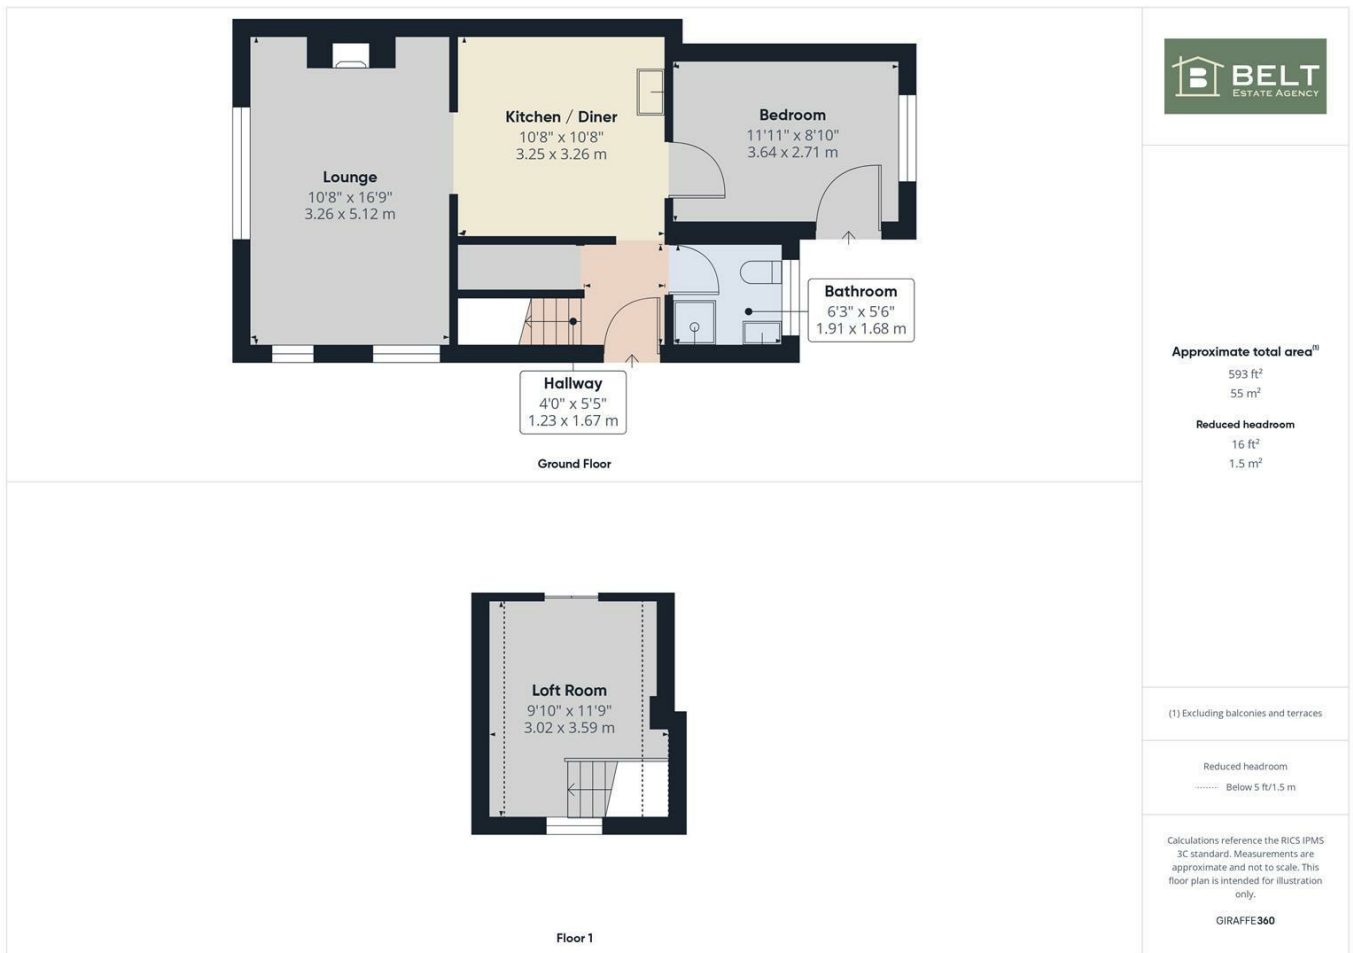 Lounge
10'8" x 16'9"
3.26 x 5.12 m
Kitchen / Diner
10'8" x 10'8"
3.25 x 3.26 m
Bedroom
11'11" x 8'10"
3.64 x 2.71 m
Bathroom
6'3" x 5'6"
1.91 x 1.68 m
Hallway
4'0" x 5'5"
1.23 x 1.67 m
Ground Floor
Loft Room
9'10" x 11'9"
3.02 x 3.59 m
Floor 1
B BELT
ESTATE AGENCY
Approximate total area⁽¹⁾
593 ft²
55 m²
Reduced headroom
16 ft²
1.5 m²
(1) Excluding balconies and terraces
Reduced headroom
Below 5 ft/1.5 m
Calculations reference the RICS IPMS
3C standard. Measurements are
approximate and not to scale. This
floor plan is intended for illustration
only.
GIRAFFE360